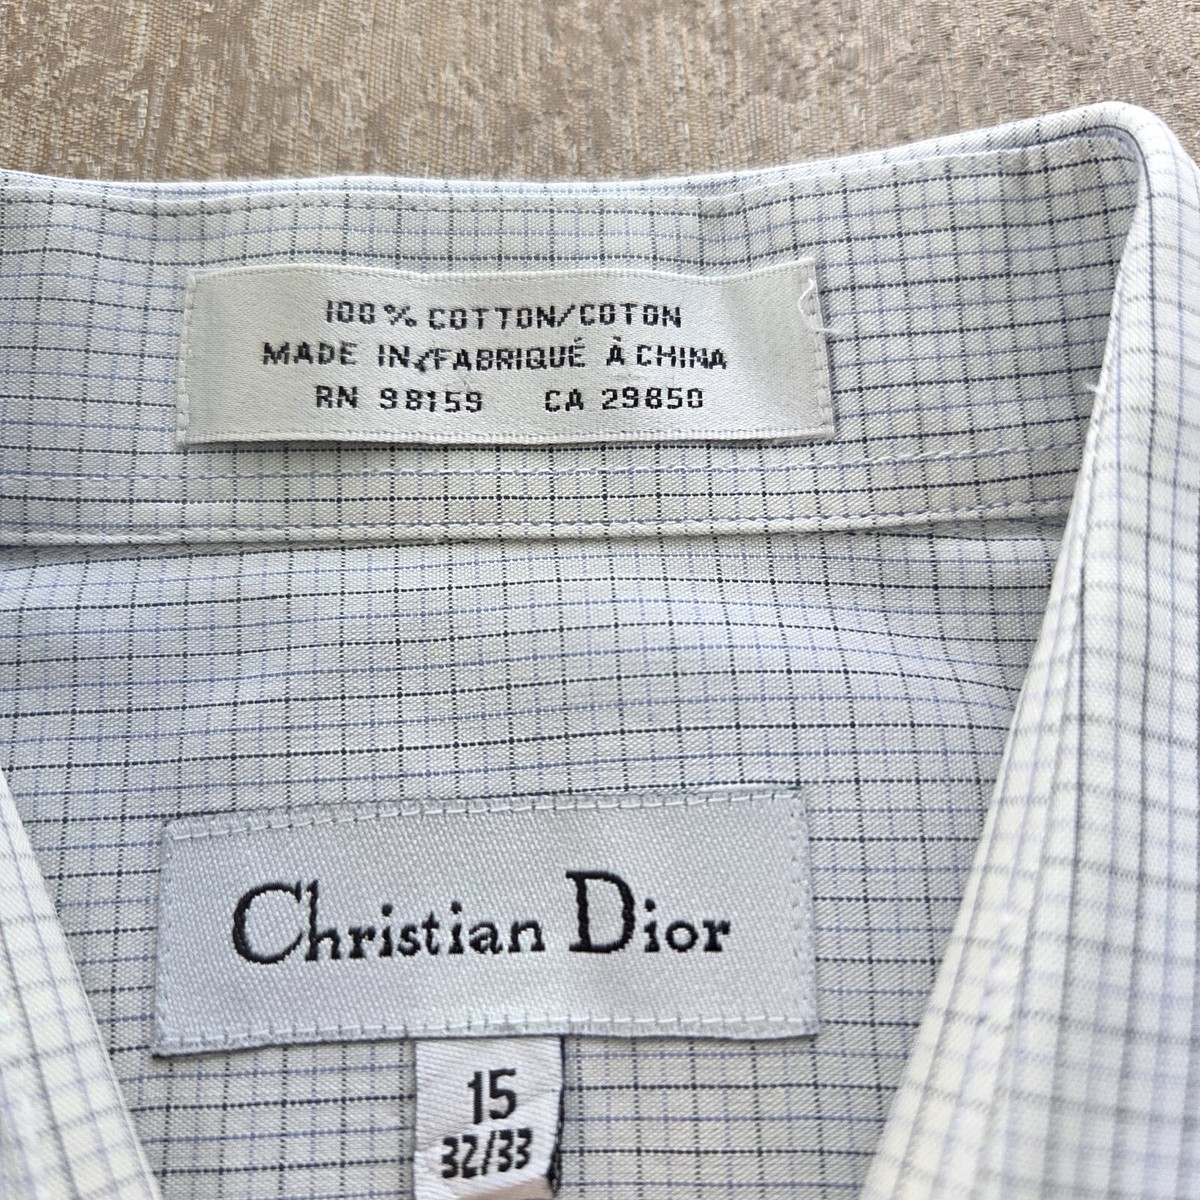 100% COTTON/COTON
MADE IN/FABRIQUÉ À CHINA
RN 98159 CA 29850
Christian Dior
15
32/33